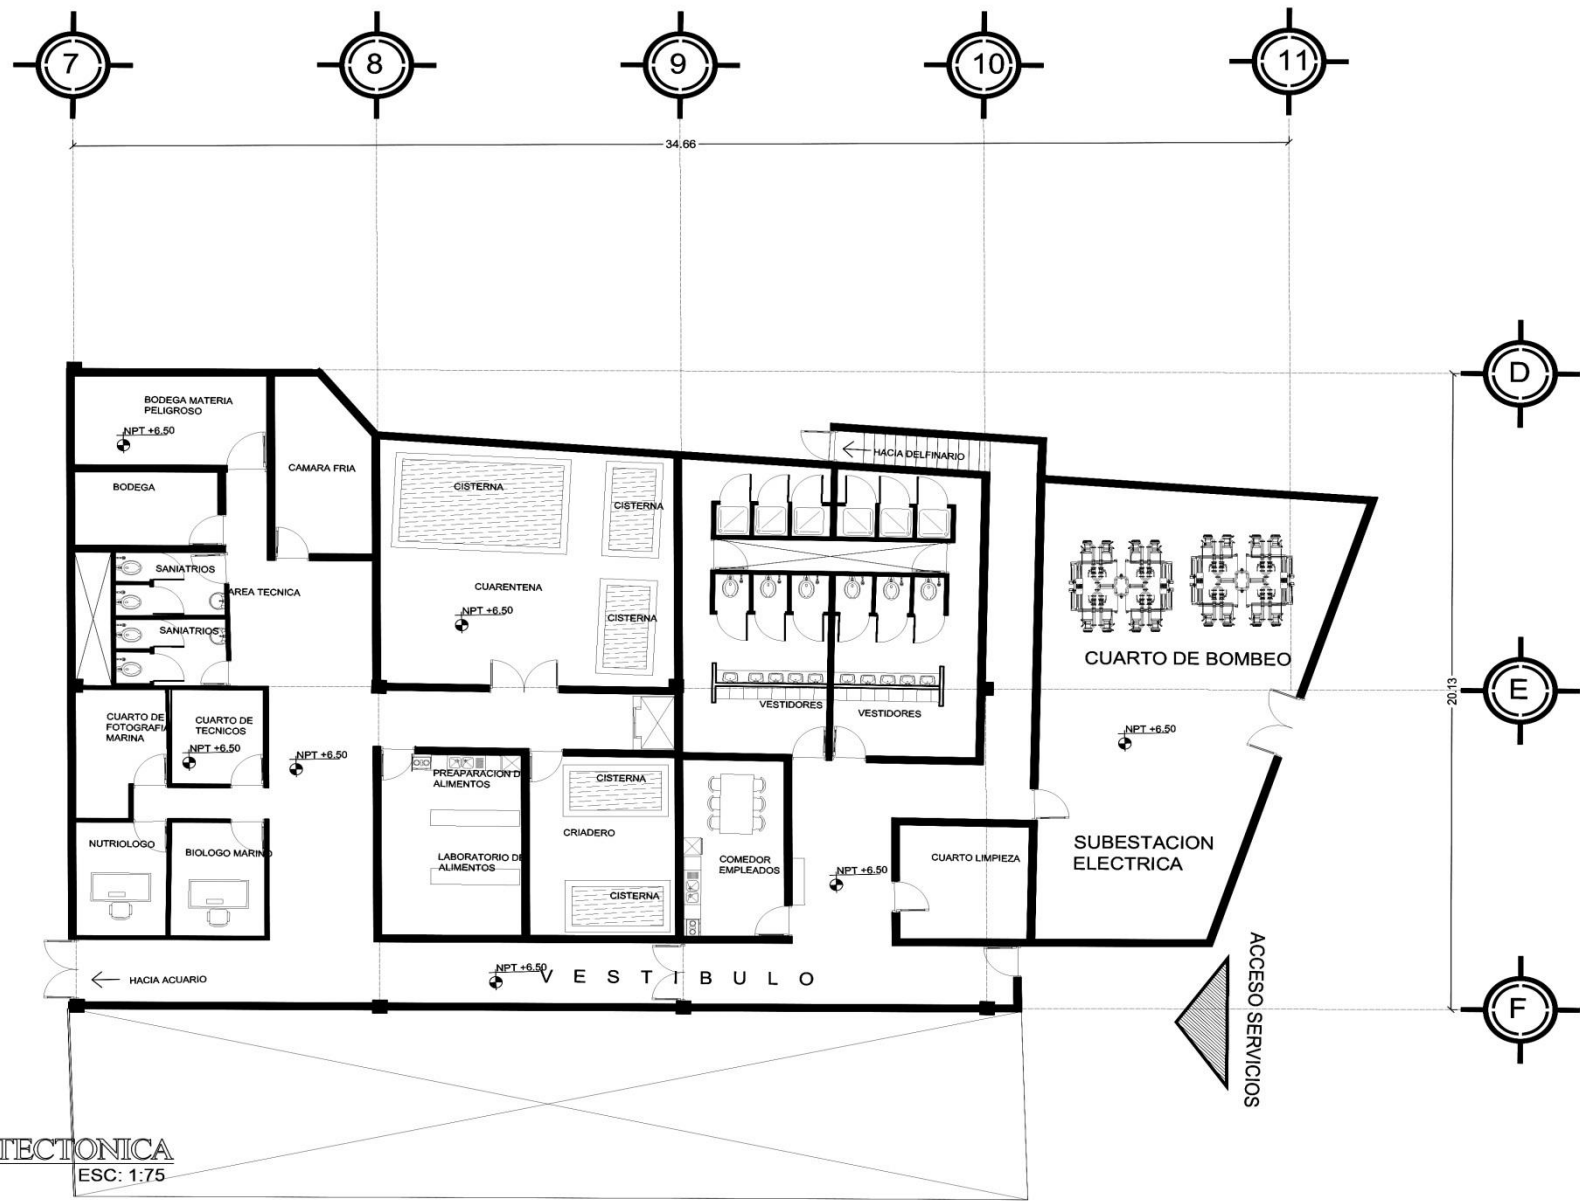 7
8
9
10
11
34.66
D
E
F
20.13
BODEGA MATERIA
PELIGROSO
NPT +6.50
CAMARA FRIA
BODEGA
HACIA DELFINARIO
CISTERNA
CISTERNA
SANIATRIOS
AREA TECNICA
CUARENTENA
NPT +6.50
CISTERNA
SANIATRIOS
CUARTO DE BOMBEO
VESTIDORES
VESTIDORES
CUARTO DE
FOTOGRAFIA
MARINA
CUARTO DE
TECNICOS
NPT +6.50
NPT +6.50
NPT +6.50
PREAPARACION D
ALIMENTOS
CISTERNA
CRIADERO
NUTRIOLOGO
BIOLOGO MARINO
LABORATORIO DE
ALIMENTOS
CISTERNA
COMEDOR
EMPLEADOS
NPT +6.50
CUARTO LIMPIEZA
SUBESTACION
ELECTRICA
HACIA ACUARIO
NPT +6.50
VESTIBULO
ACCESO SERVICIOS
TECTONICA
ESC: 1:75